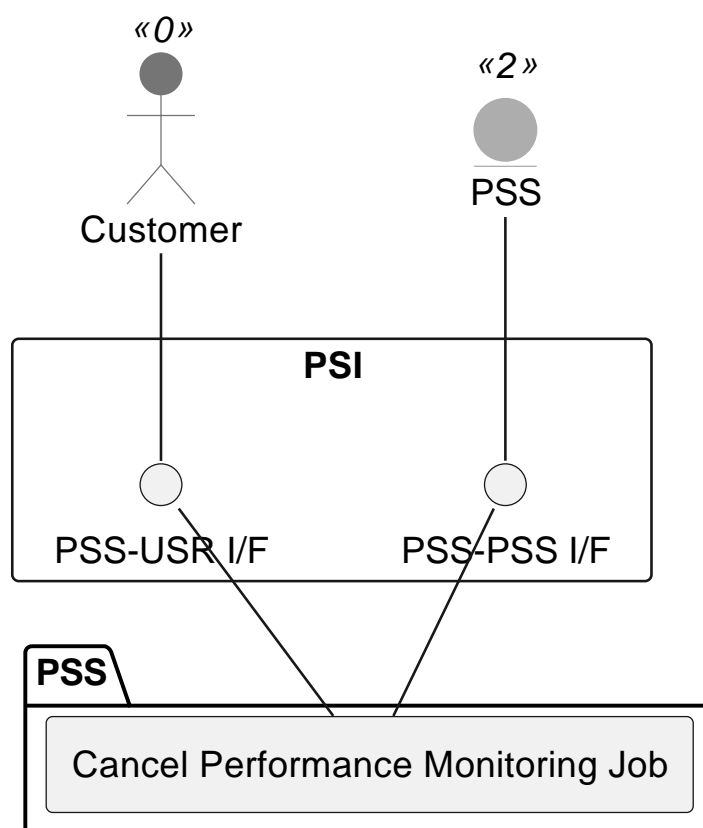 «0»
«2»
PSS
Customer
PSI
PSS-USR I/F
PSS-PSS I/F
PSS
Cancel Performance Monitoring Job